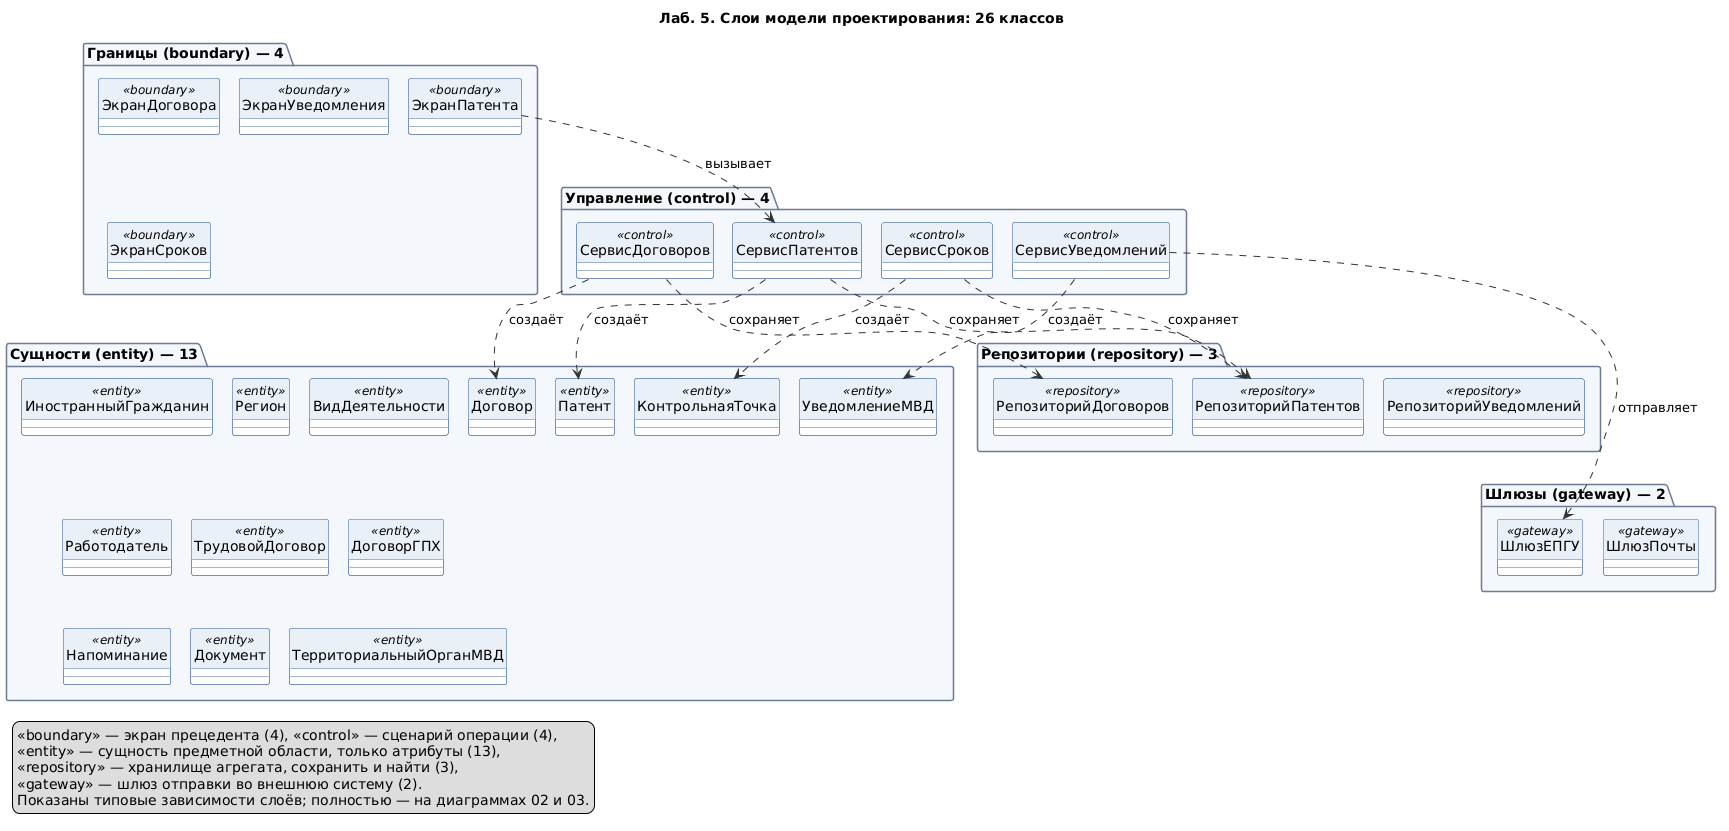 Лаб. 5. Слои модели проектирования: 26 классов
Границы (boundary) — 4
«boundary»
ЭкранДоговора
«boundary»
ЭкранУведомления
«boundary»
ЭкранПатента
«boundary»
ЭкранСроков
вызывает
Управление (control) — 4
«control»
СервисДоговоров
«control»
СервисПатентов
«control»
СервисСроков
«control»
СервисУведомлений
создаёт
создаёт
сохраняет
создаёт
сохраняет
создаёт
сохраняет
отправляет
Сущности (entity) — 13
«entity»
ИностранныйГражданин
«entity»
Регион
«entity»
ВидДеятельности
«entity»
Договор
«entity»
Патент
«entity»
КонтрольнаяТочка
«entity»
УведомлениеМВД
«entity»
Работодатель
«entity»
ТрудовойДоговор
«entity»
ДоговорГПХ
«entity»
Напоминание
«entity»
Документ
«entity»
ТерриториальныйОрганМВД
Репозитории (repository) — 3
«repository»
РепозиторийДоговоров
«repository»
РепозиторийПатентов
«repository»
РепозиторийУведомлений
Шлюзы (gateway) — 2
«gateway»
ШлюзЕПГУ
«gateway»
ШлюзПочты
«boundary» — экран прецедента (4), «control» — сценарий операции (4),
«entity» — сущность предметной области, только атрибуты (13),
«repository» — хранилище агрегата, сохранить и найти (3),
«gateway» — шлюз отправки во внешнюю систему (2).
Показаны типовые зависимости слоёв; полностью — на диаграммах 02 и 03.